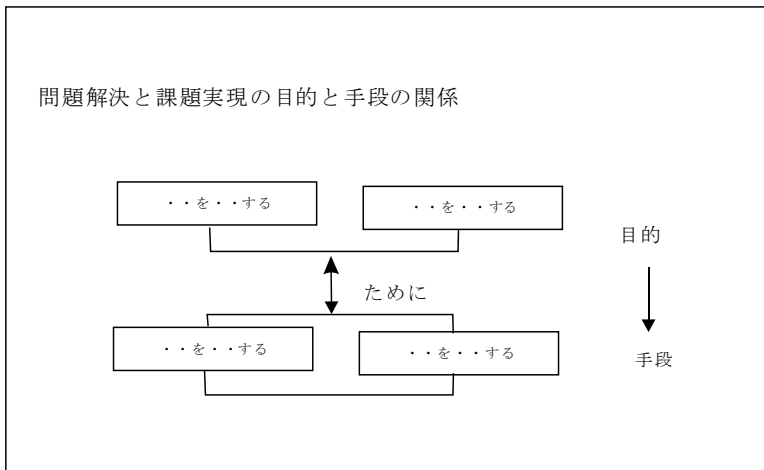 問題解決と課題実現の目的と手段の関係
・・を・・する
・・を・・する
目的
ために
・・を・・する
・・を・・する
手段